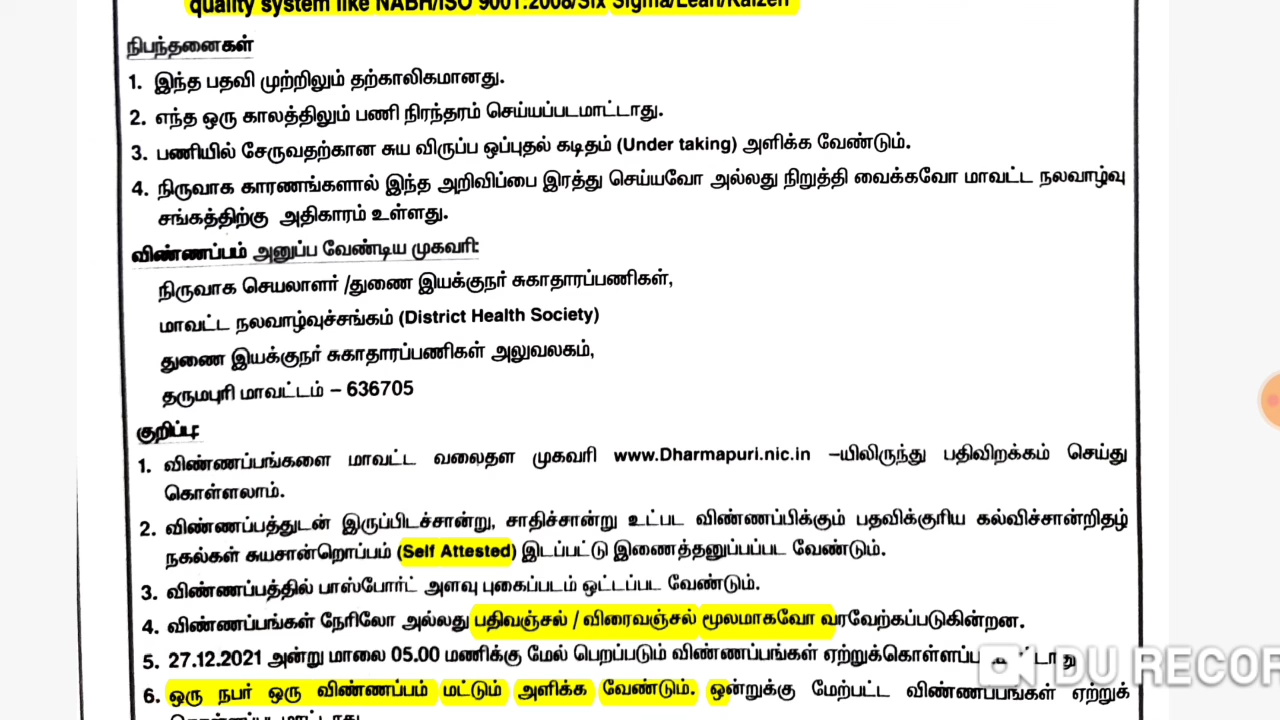 quality system like NABH/ISO 9001:2008/Six Sigma/Lean/Kaizen
நிபந்தனைகள்
1. இந்த பதவி முற்றிலும் தற்காலிகமானது.
2. எந்த ஒரு காலத்திலும் பணி நிரந்தரம் செய்யப்படமாட்டாது.
3. பணியில் சேருவதற்கான சுய விருப்ப ஒப்புதல் கடிதம் (Under taking) அளிக்க வேண்டும்.
4. நிருவாக காரணங்களால் இந்த அறிவிப்பை இரத்து செய்யவோ அல்லது நிறுத்தி வைக்கவோ மாவட்ட நலவாழ்வு
சங்கத்திற்கு அதிகாரம் உள்ளது.
விண்ணப்பம் அனுப்ப வேண்டிய முகவரி:
நிருவாக செயலாளர் /துணை இயக்குநர் சுகாதாரப்பணிகள்,
மாவட்ட நலவாழ்வுச்சங்கம் (District Health Society)
துணை இயக்குநர் சுகாதாரப்பணிகள் அலுவலகம்,
தருமபுரி மாவட்டம் – 636705
குறிப்பு:
1. விண்ணப்பங்களை மாவட்ட வலைதள முகவரி www.Dharmapuri.nic.in –யிலிருந்து பதிவிறக்கம் செய்து
கொள்ளலாம்.
2. விண்ணப்பத்துடன் இருப்பிடச்சான்று, சாதிச்சான்று உட்பட விண்ணப்பிக்கும் பதவிக்குரிய கல்விச்சான்றிதழ்
நகல்கள் சுயசான்றொப்பம் (Self Attested) இடப்பட்டு இணைத்தனுப்பப்பட வேண்டும்.
3. விண்ணப்பத்தில் பாஸ்போர்ட் அளவு புகைப்படம் ஒட்டப்பட வேண்டும்.
4. விண்ணப்பங்கள் நேரிலோ அல்லது பதிவஞ்சல் / விரைவஞ்சல் மூலமாகவோ வரவேற்கப்படுகின்றன.
5. 27.12.2021 அன்று மாலை 05.00 மணிக்கு மேல் பெறப்படும் விண்ணப்பங்கள்
DU RECOR
6. ஒரு நபர் ஒரு விண்ணப்பம் மட்டும் அளிக்க வேண்டும். ஒன்றுக்கு மேற்பட்ட விண்ணப்பங்கள் ஏற்றுக்